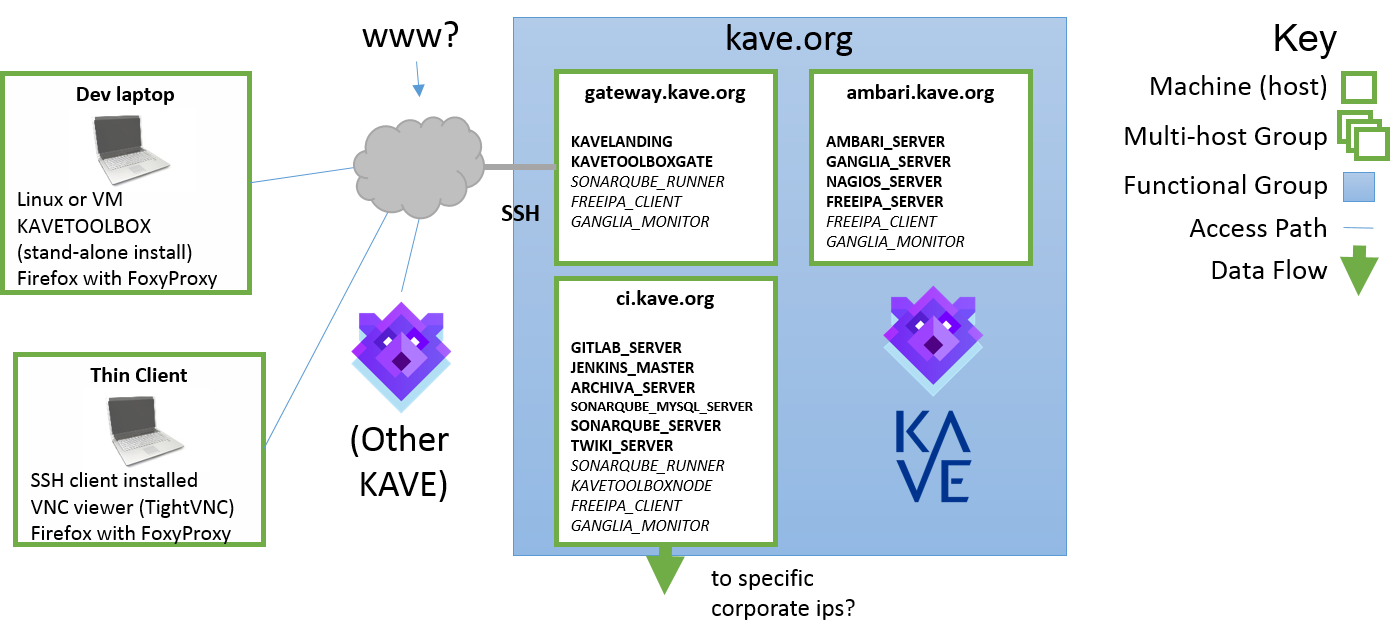 www?
kave.org
Key
Dev laptop
Linux or VM
KAVETOOLBOX
(stand-alone install)
Firefox with FoxyProxy
Thin Client
SSH client installed
VNC viewer (TightVNC)
Firefox with FoxyProxy
(Other
KAVE)
SSH
gateway.kave.org
KAVELANDING
KAVETOOLBOXGATE
SONARQUBE_RUNNER
FREEIPA_CLIENT
GANGLIA_MONITOR
ambari.kave.org
AMBARI_SERVER
GANGLIA_SERVER
NAGIOS_SERVER
FREEIPA_SERVER
FREEIPA_CLIENT
GANGLIA_MONITOR
ci.kave.org
GITLAB_SERVER
JENKINS_MASTER
ARCHIVA_SERVER
SONARQUBE_MYSQL_SERVER
SONARQUBE_SERVER
TWIKI_SERVER
SONARQUBE_RUNNER
KAVETOOLBOXNODE
FREEIPA_CLIENT
GANGLIA_MONITOR
KA
VE
to specific
corporate ips?
Machine (host)
Multi-host Group
Functional Group
Access Path
Data Flow